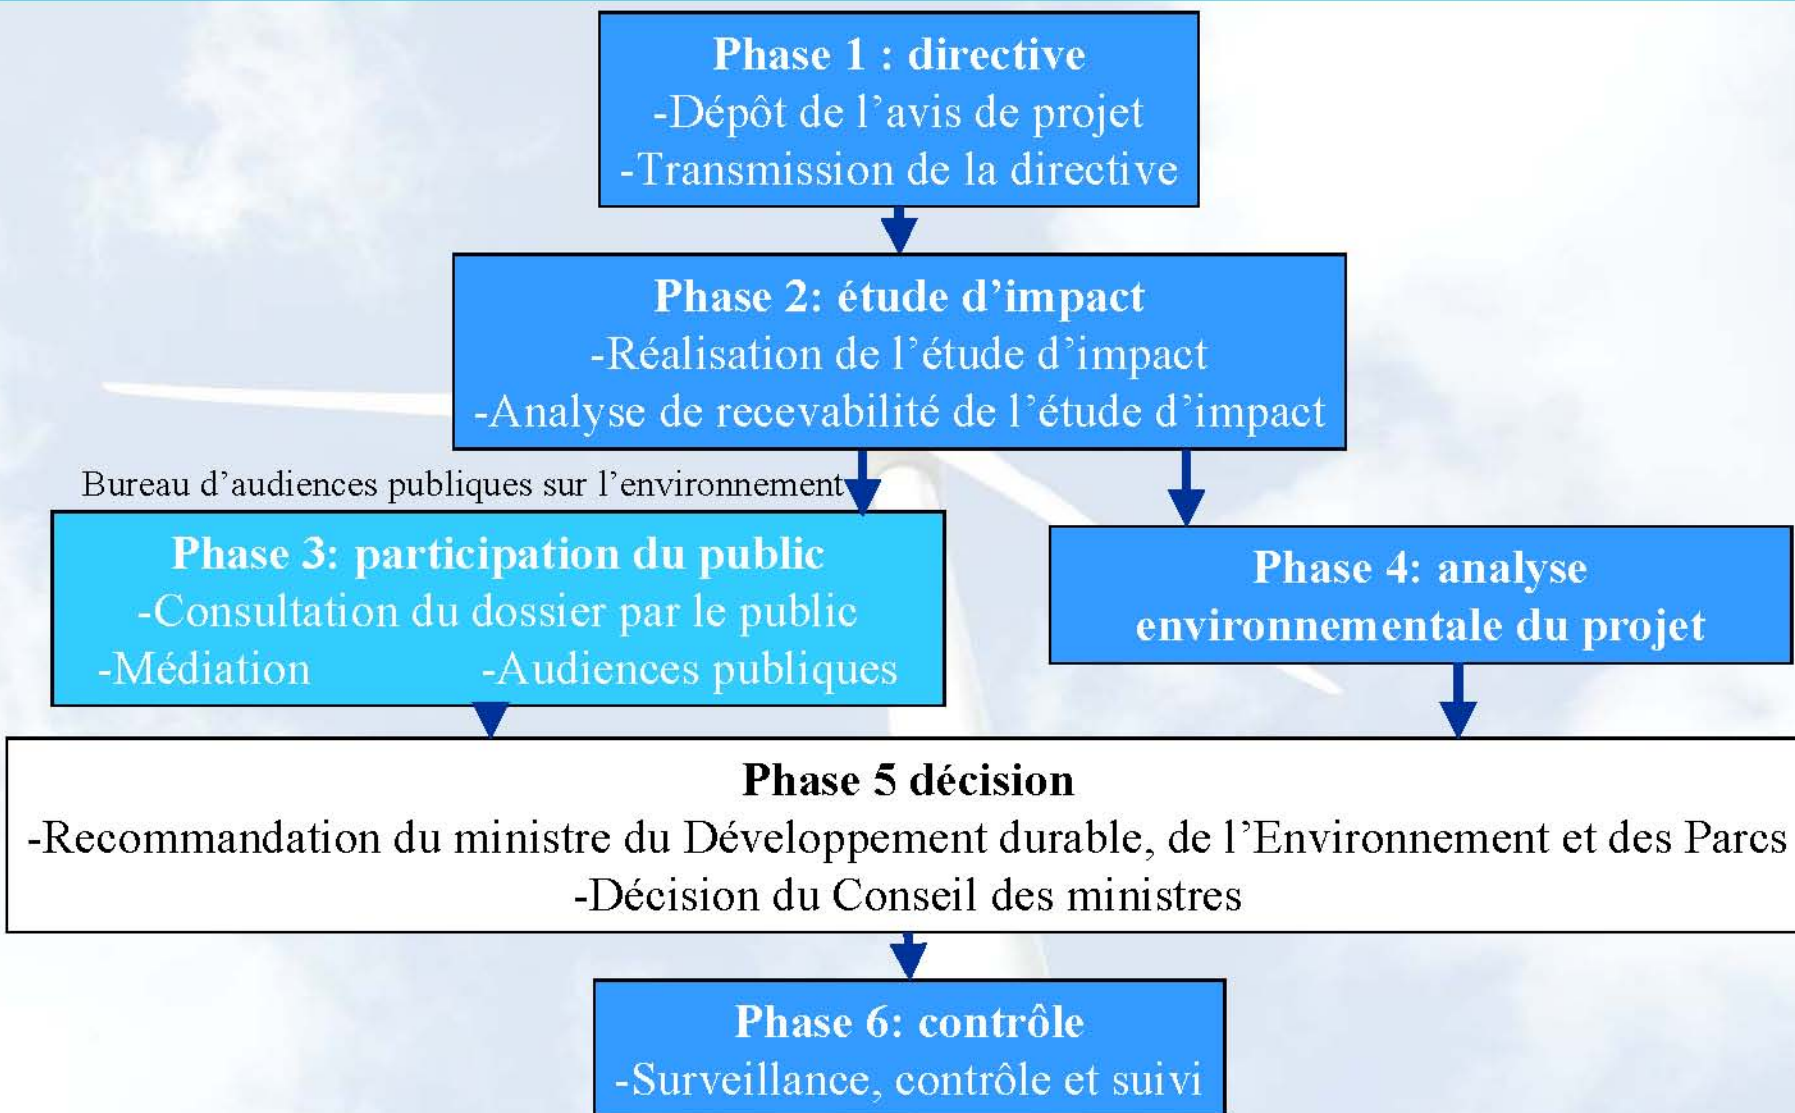 Phase 1 : directive
-Dépôt de l’avis de projet
-Transmission de la directive
Phase 2: étude d’impact
-Réalisation de l’étude d’impact
-Analyse de recevabilité de l’étude d’impact
Bureau d’audiences publiques sur l’environnement
Phase 3: participation du public
-Consultation du dossier par le public
-Médiation -Audiences publiques
Phase 4: analyse
environnementale du projet
Phase 5 décision
-Recommandation du ministre du Développement durable, de l’Environnement et des Parcs
-Décision du Conseil des ministres
Phase 6: contrôle
-Surveillance, contrôle et suivi